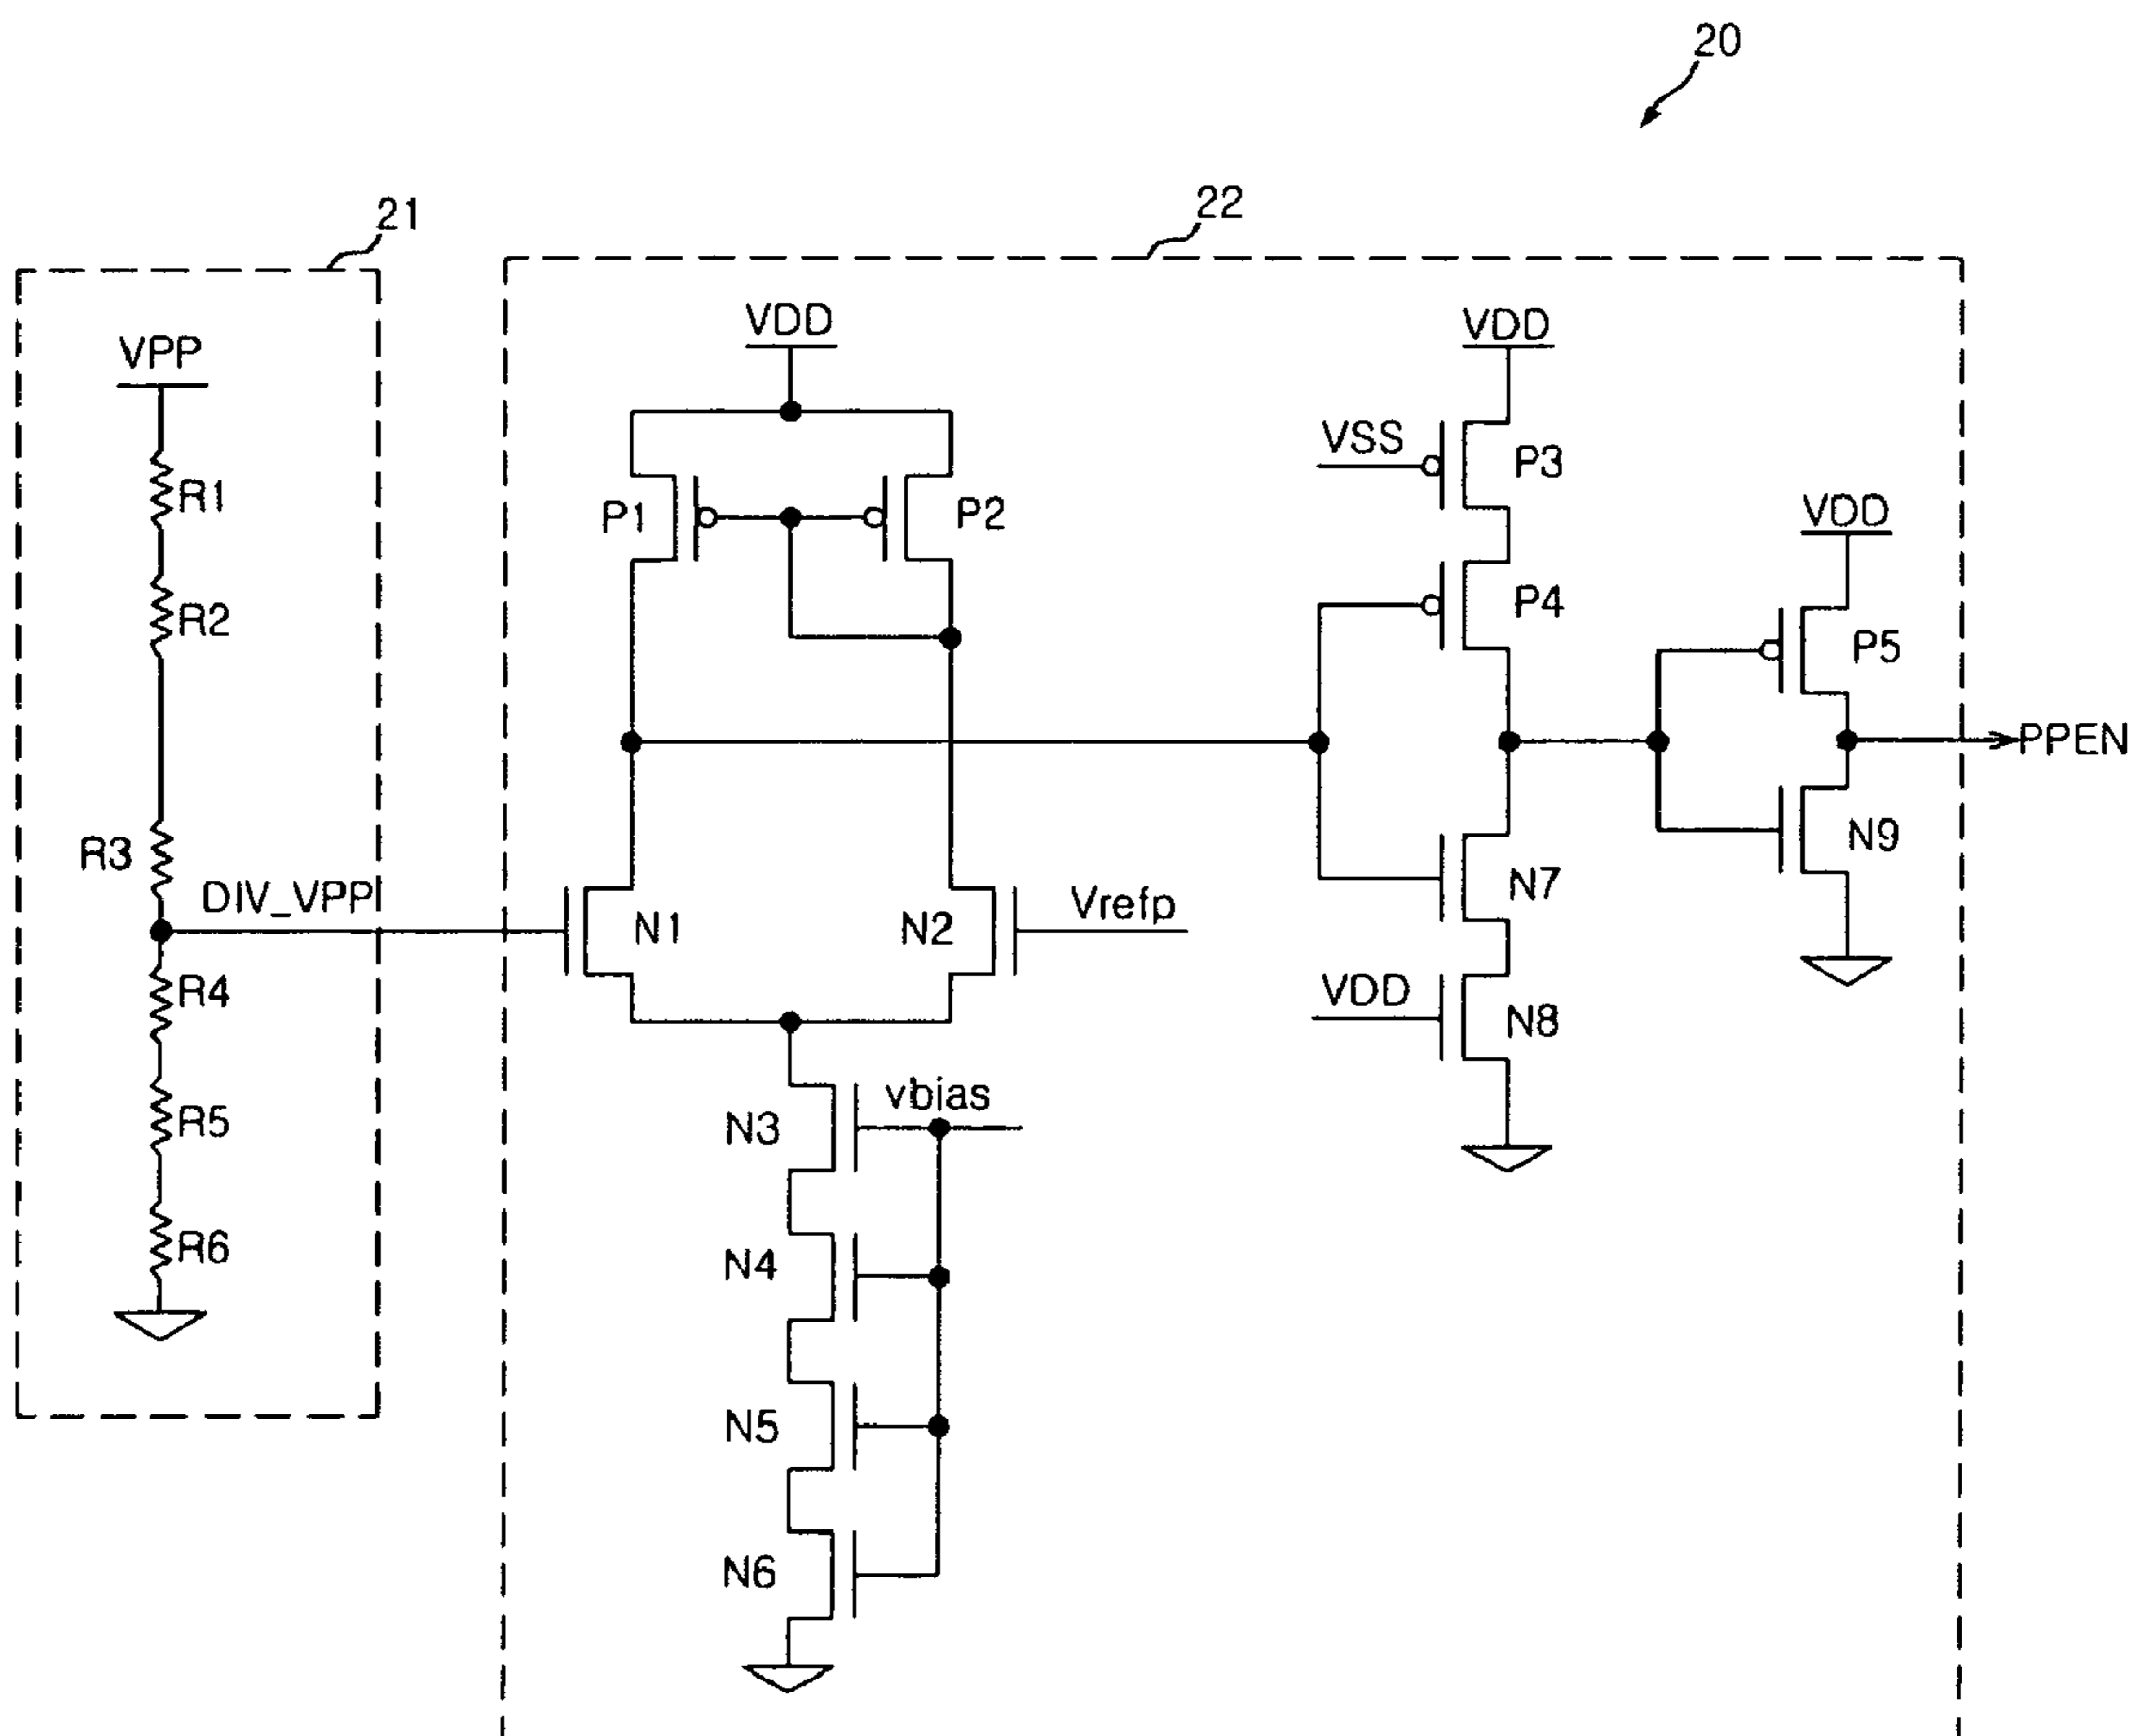 20
21
22
VPP
R1
R2
R3
DIV_VPP
R4
R5
R6
VDD
P1
P2
N1
N2
Vrefp
vbias
N3
N4
N5
N6
VDD
VSS
P3
P4
N7
VDD
N8
VDD
P5
N9
PPEN